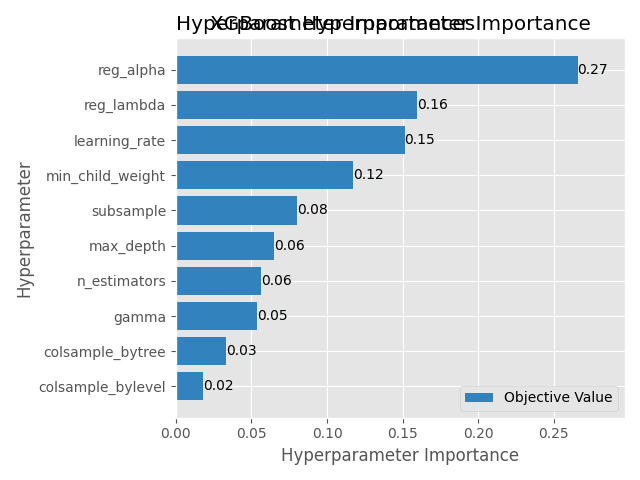 Hyperparameter Importances
XGBoost Hyperparameter Importance
reg_alpha
0.27
reg_lambda
0.16
learning_rate
0.15
min_child_weight
0.12
subsample
0.08
max_depth
0.06
n_estimators
0.06
gamma
0.05
colsample_bytree
0.03
colsample_bylevel
0.02
Objective Value
0.00 0.05 0.10 0.15 0.20 0.25
Hyperparameter Importance
Hyperparameter